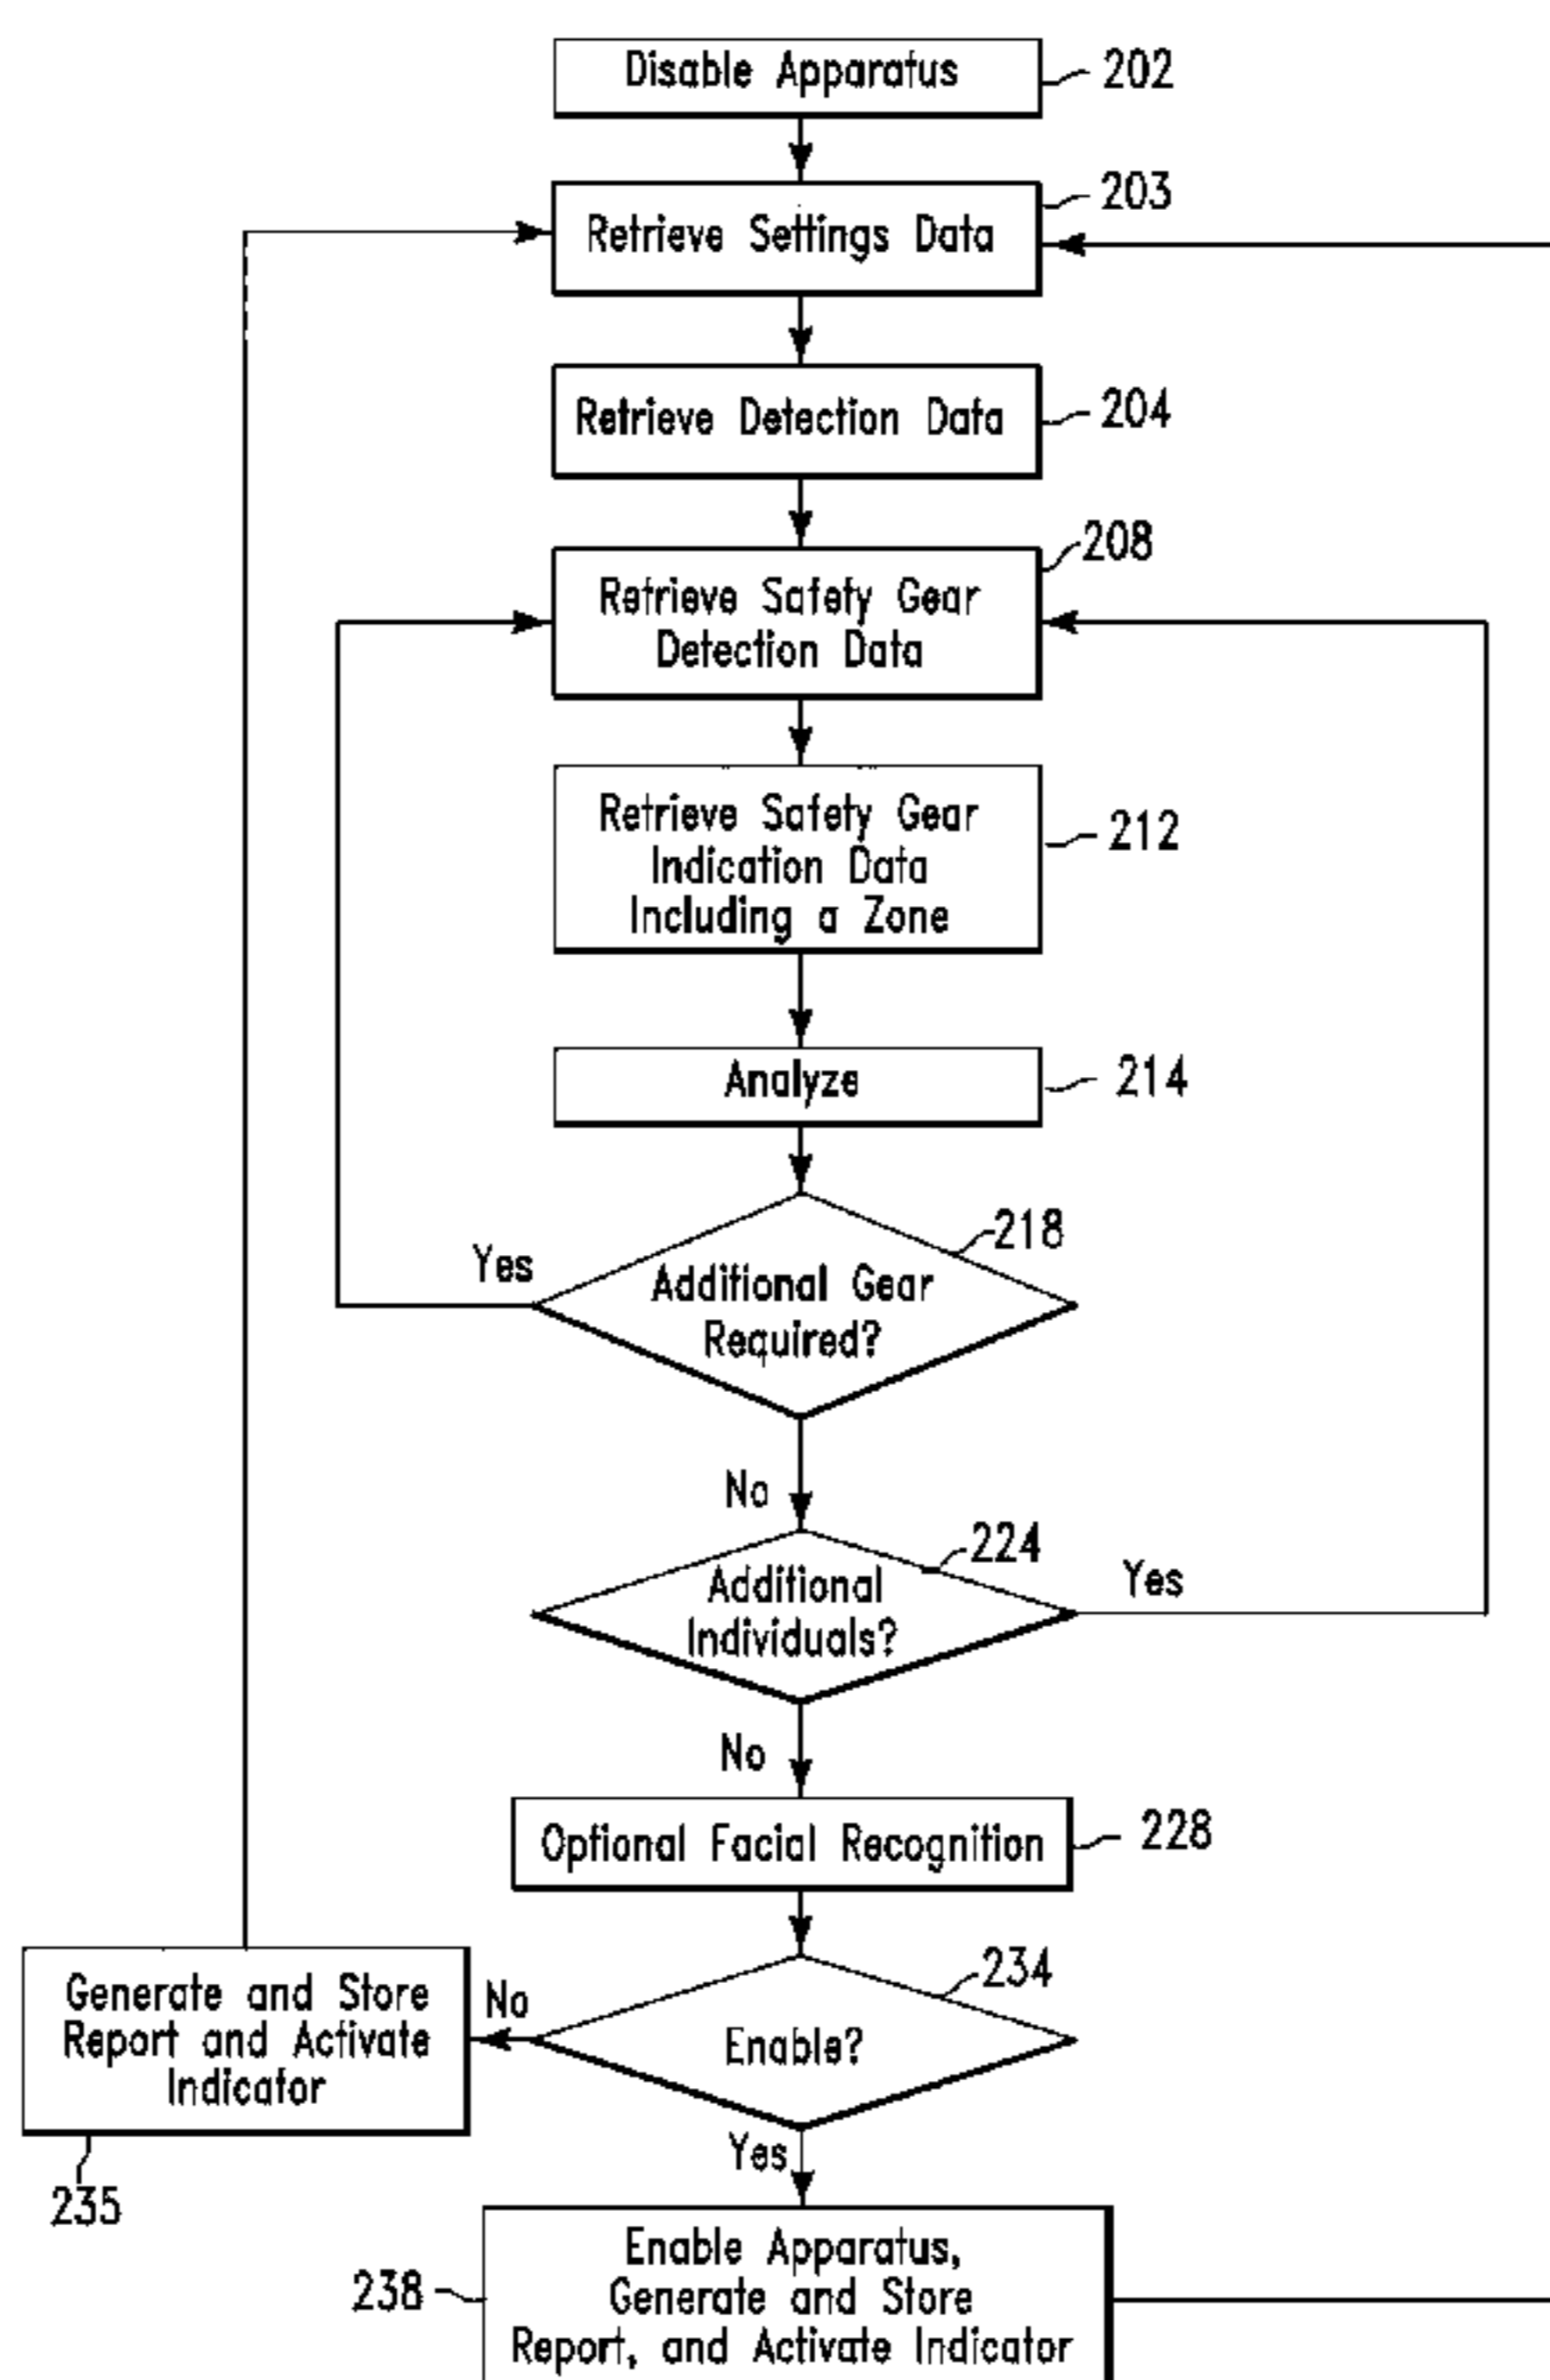 Disable Apparatus
202
Retrieve Settings Data
203
Retrieve Detection Data
204
208
Retrieve Safety Gear
Detection Data
Retrieve Safety Gear
Indication Data
Including a Zone
212
Analyze
214
218
Yes
Additional Gear
Required?
No
224
Additional
Individuals?
Yes
No
Optional Facial Recognition
228
234
Generate and Store
Report and Activate
Indicator
No
Enable?
235
Yes
238
Enable Apparatus,
Generate and Store
Report, and Activate Indicator